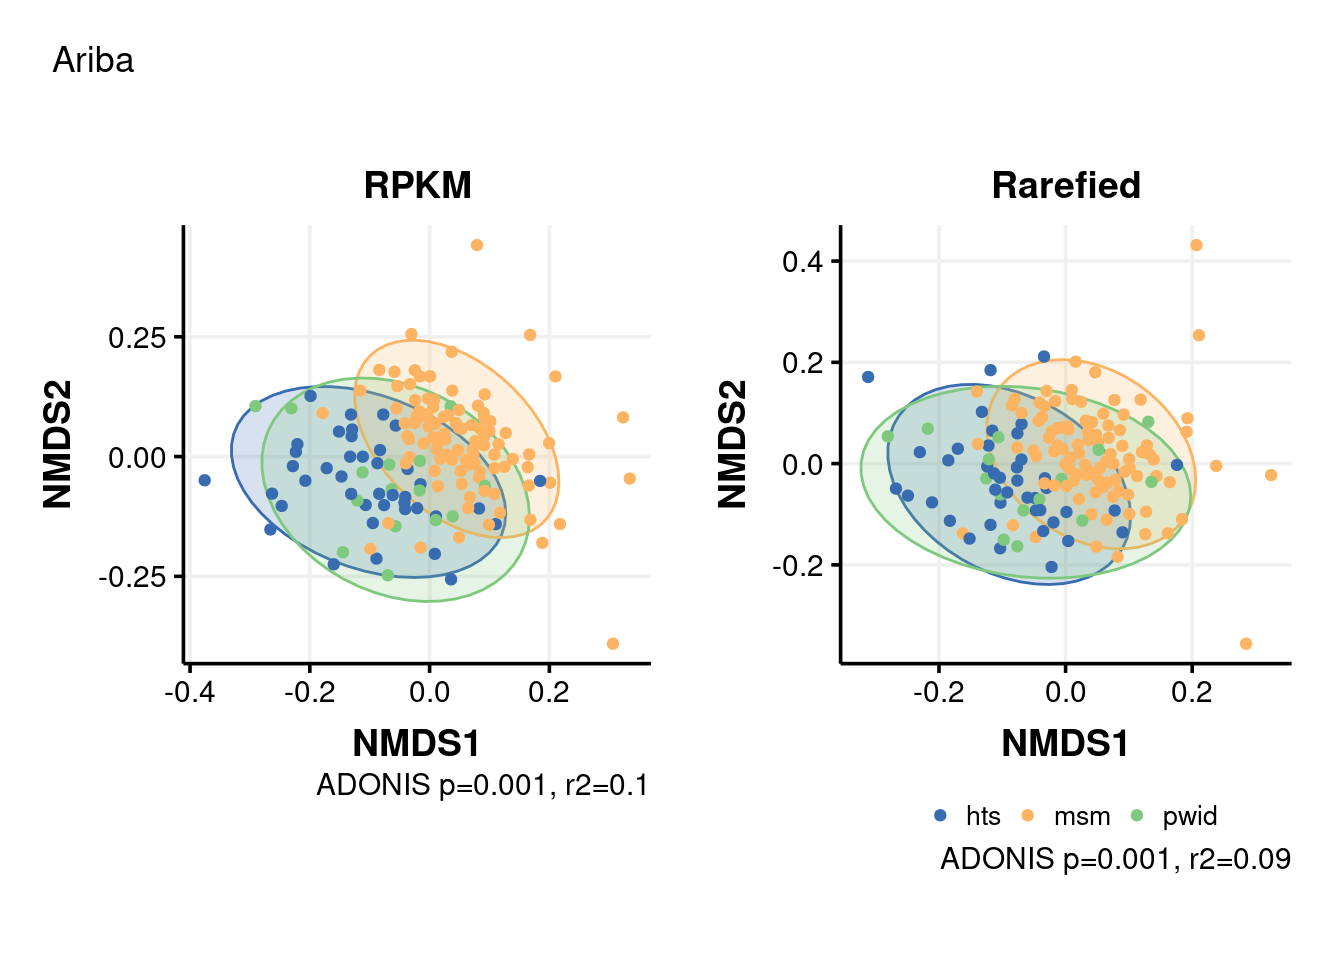 Ariba
RPKM
NMDS2
0.25
0.00
-0.25
-0.4 -0.2 0.0 0.2
NMDS1
ADONIS p=0.001, r2=0.1
Rarefied
NMDS2
0.4
0.2
0.0
-0.2
-0.2 0.0 0.2
NMDS1
hts msm pwid
ADONIS p=0.001, r2=0.09